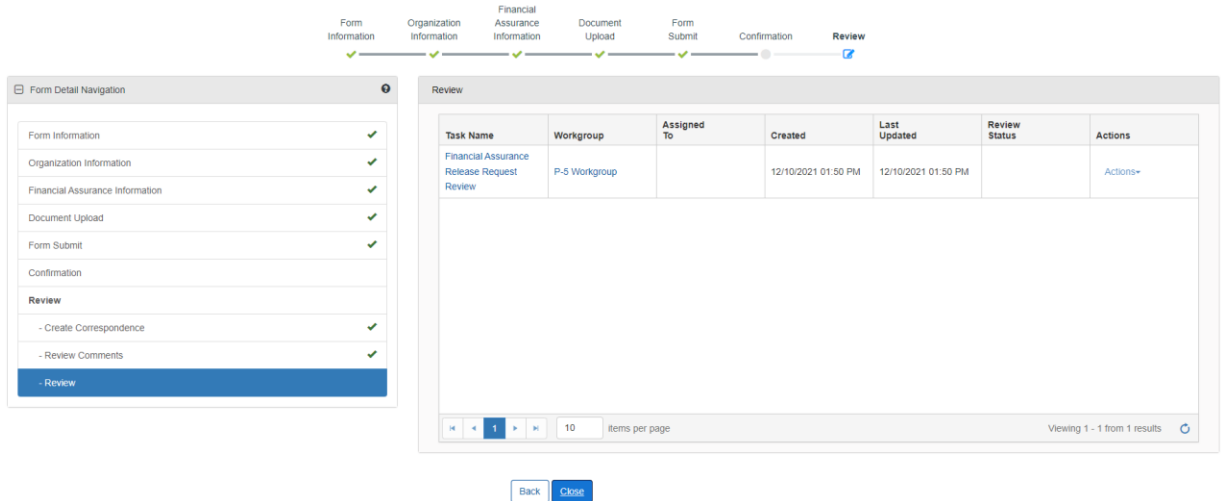 Form
Information
Organization
Information
Financial
Assurance
Information
Document
Upload
Form
Submit
Confirmation
Review
Form Detail Navigation
Form Information
Organization Information
Financial Assurance Information
Document Upload
Form Submit
Confirmation
Review
- Create Correspondence
- Review Comments
- Review
Review
Task Name
Workgroup
Assigned
To
Created
Last
Updated
Review
Status
Actions
Financial Assurance
Release Request
Review
P-5 Workgroup
12/10/2021 01:50 PM
12/10/2021 01:50 PM
Actions
1
10
items per page
Viewing 1 - 1 from 1 results
Back
Close